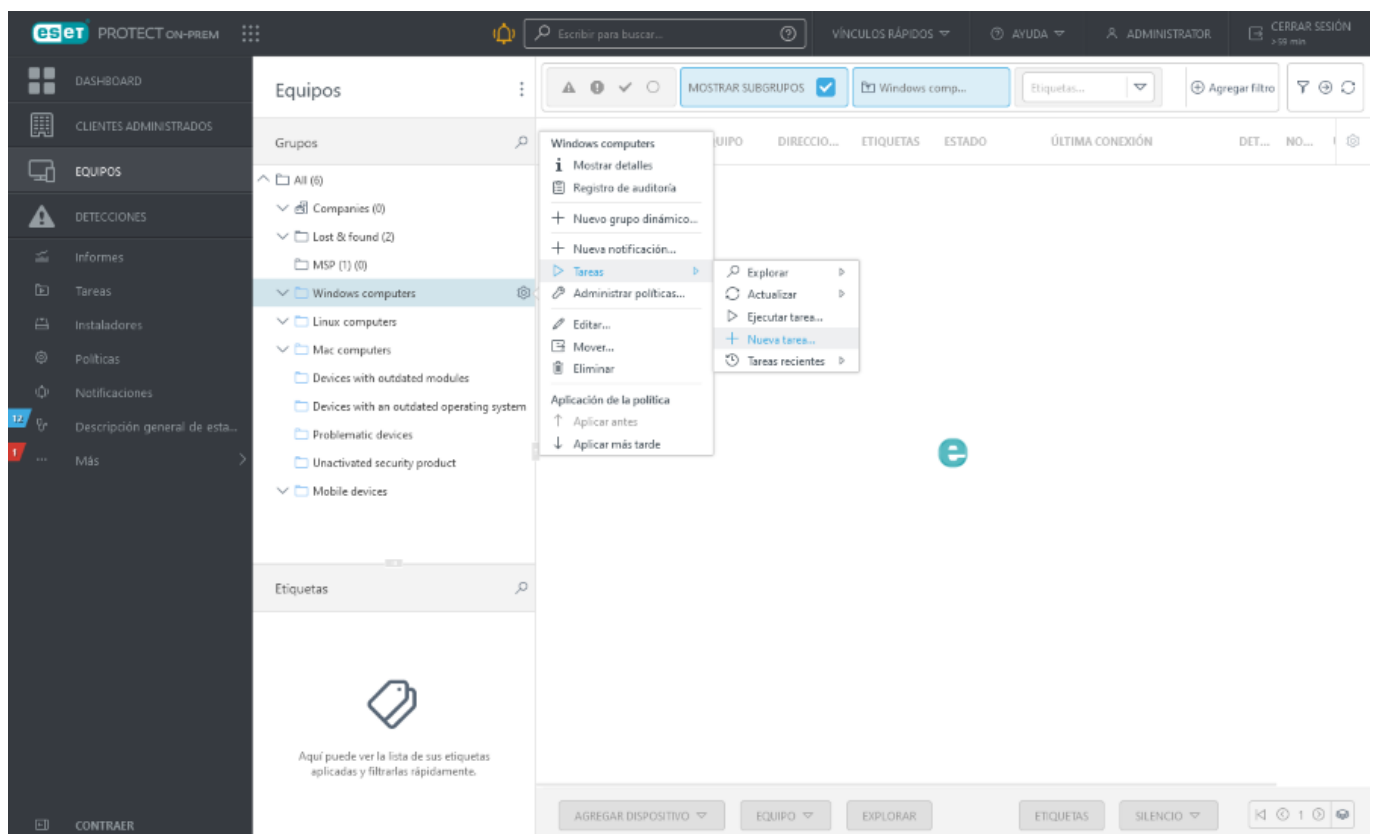 eset PROTECT ON-PREM
Escribir para buscar...
VÍNCULOS RÁPIDOS
AYUDA
ADMINISTRATOR
CERRAR SESIÓN
> 59 min
DASHBOARD
CLIENTES ADMINISTRADOS
EQUIPOS
DETECCIONES
Informes
Tareas
Instaladores
Políticas
Notificaciones
12
Descripción general de esta...
1
Más
CONTRAER
Equipos
Grupos
All (6)
Companies (0)
Lost & found (2)
MSP (1) (0)
Windows computers
Linux computers
Mac computers
Devices with outdated modules
Devices with an outdated operating system
Problematic devices
Unactivated security product
Mobile devices
Etiquetas
Aquí puede ver la lista de sus etiquetas
aplicadas y filtrarlas rápidamente.
MOSTRAR SUBGRUPOS
Windows comp...
Etiquetas...
Agregar filtro
UIPO
DIRECCIO...
ETIQUETAS
ESTADO
ÚLTIMA CONEXIÓN
DET...
NO...
Windows computers
Mostrar detalles
Registro de auditoría
Nuevo grupo dinámico...
Nueva notificación...
Tareas
Administrar políticas...
Editar...
Mover...
Eliminar
Aplicación de la política
Aplicar antes
Aplicar más tarde
Explorar
Actualizar
Ejecutar tarea...
Nueva tarea...
Tareas recientes
e
AGREGAR DISPOSITIVO
EQUIPO
EXPLORAR
ETIQUETAS
SILENCIO
1